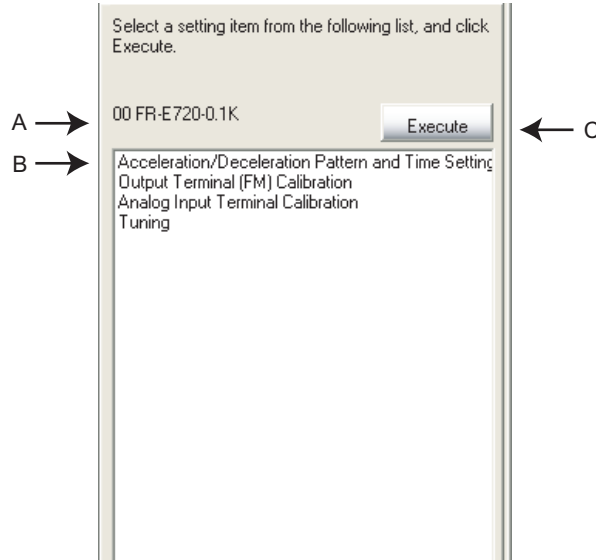 Select a setting item from the following list, and click
Execute.
A
00 FR-E720-0.1K
Execute
C
B
Acceleration/Deceleration Pattern and Time Setting
Output Terminal (FM) Calibration
Analog Input Terminal Calibration
Tuning